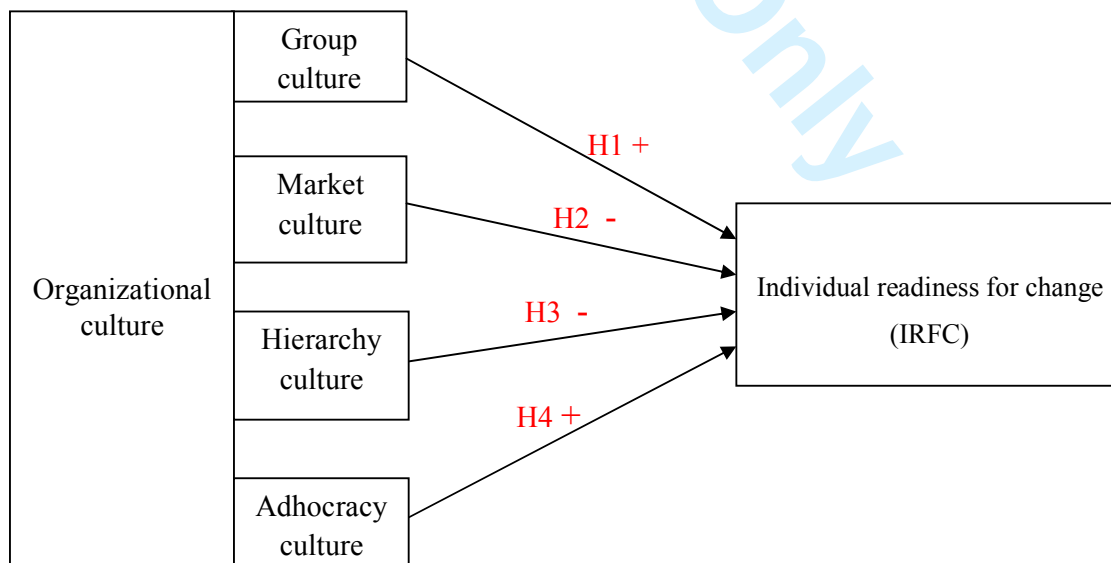 Only
Group
culture
H1 +
Market
culture
H2 -
Organizational
culture
Individual readiness for change
(IRFC)
H3 -
Hierarchy
culture
H4 +
Adhocracy
culture